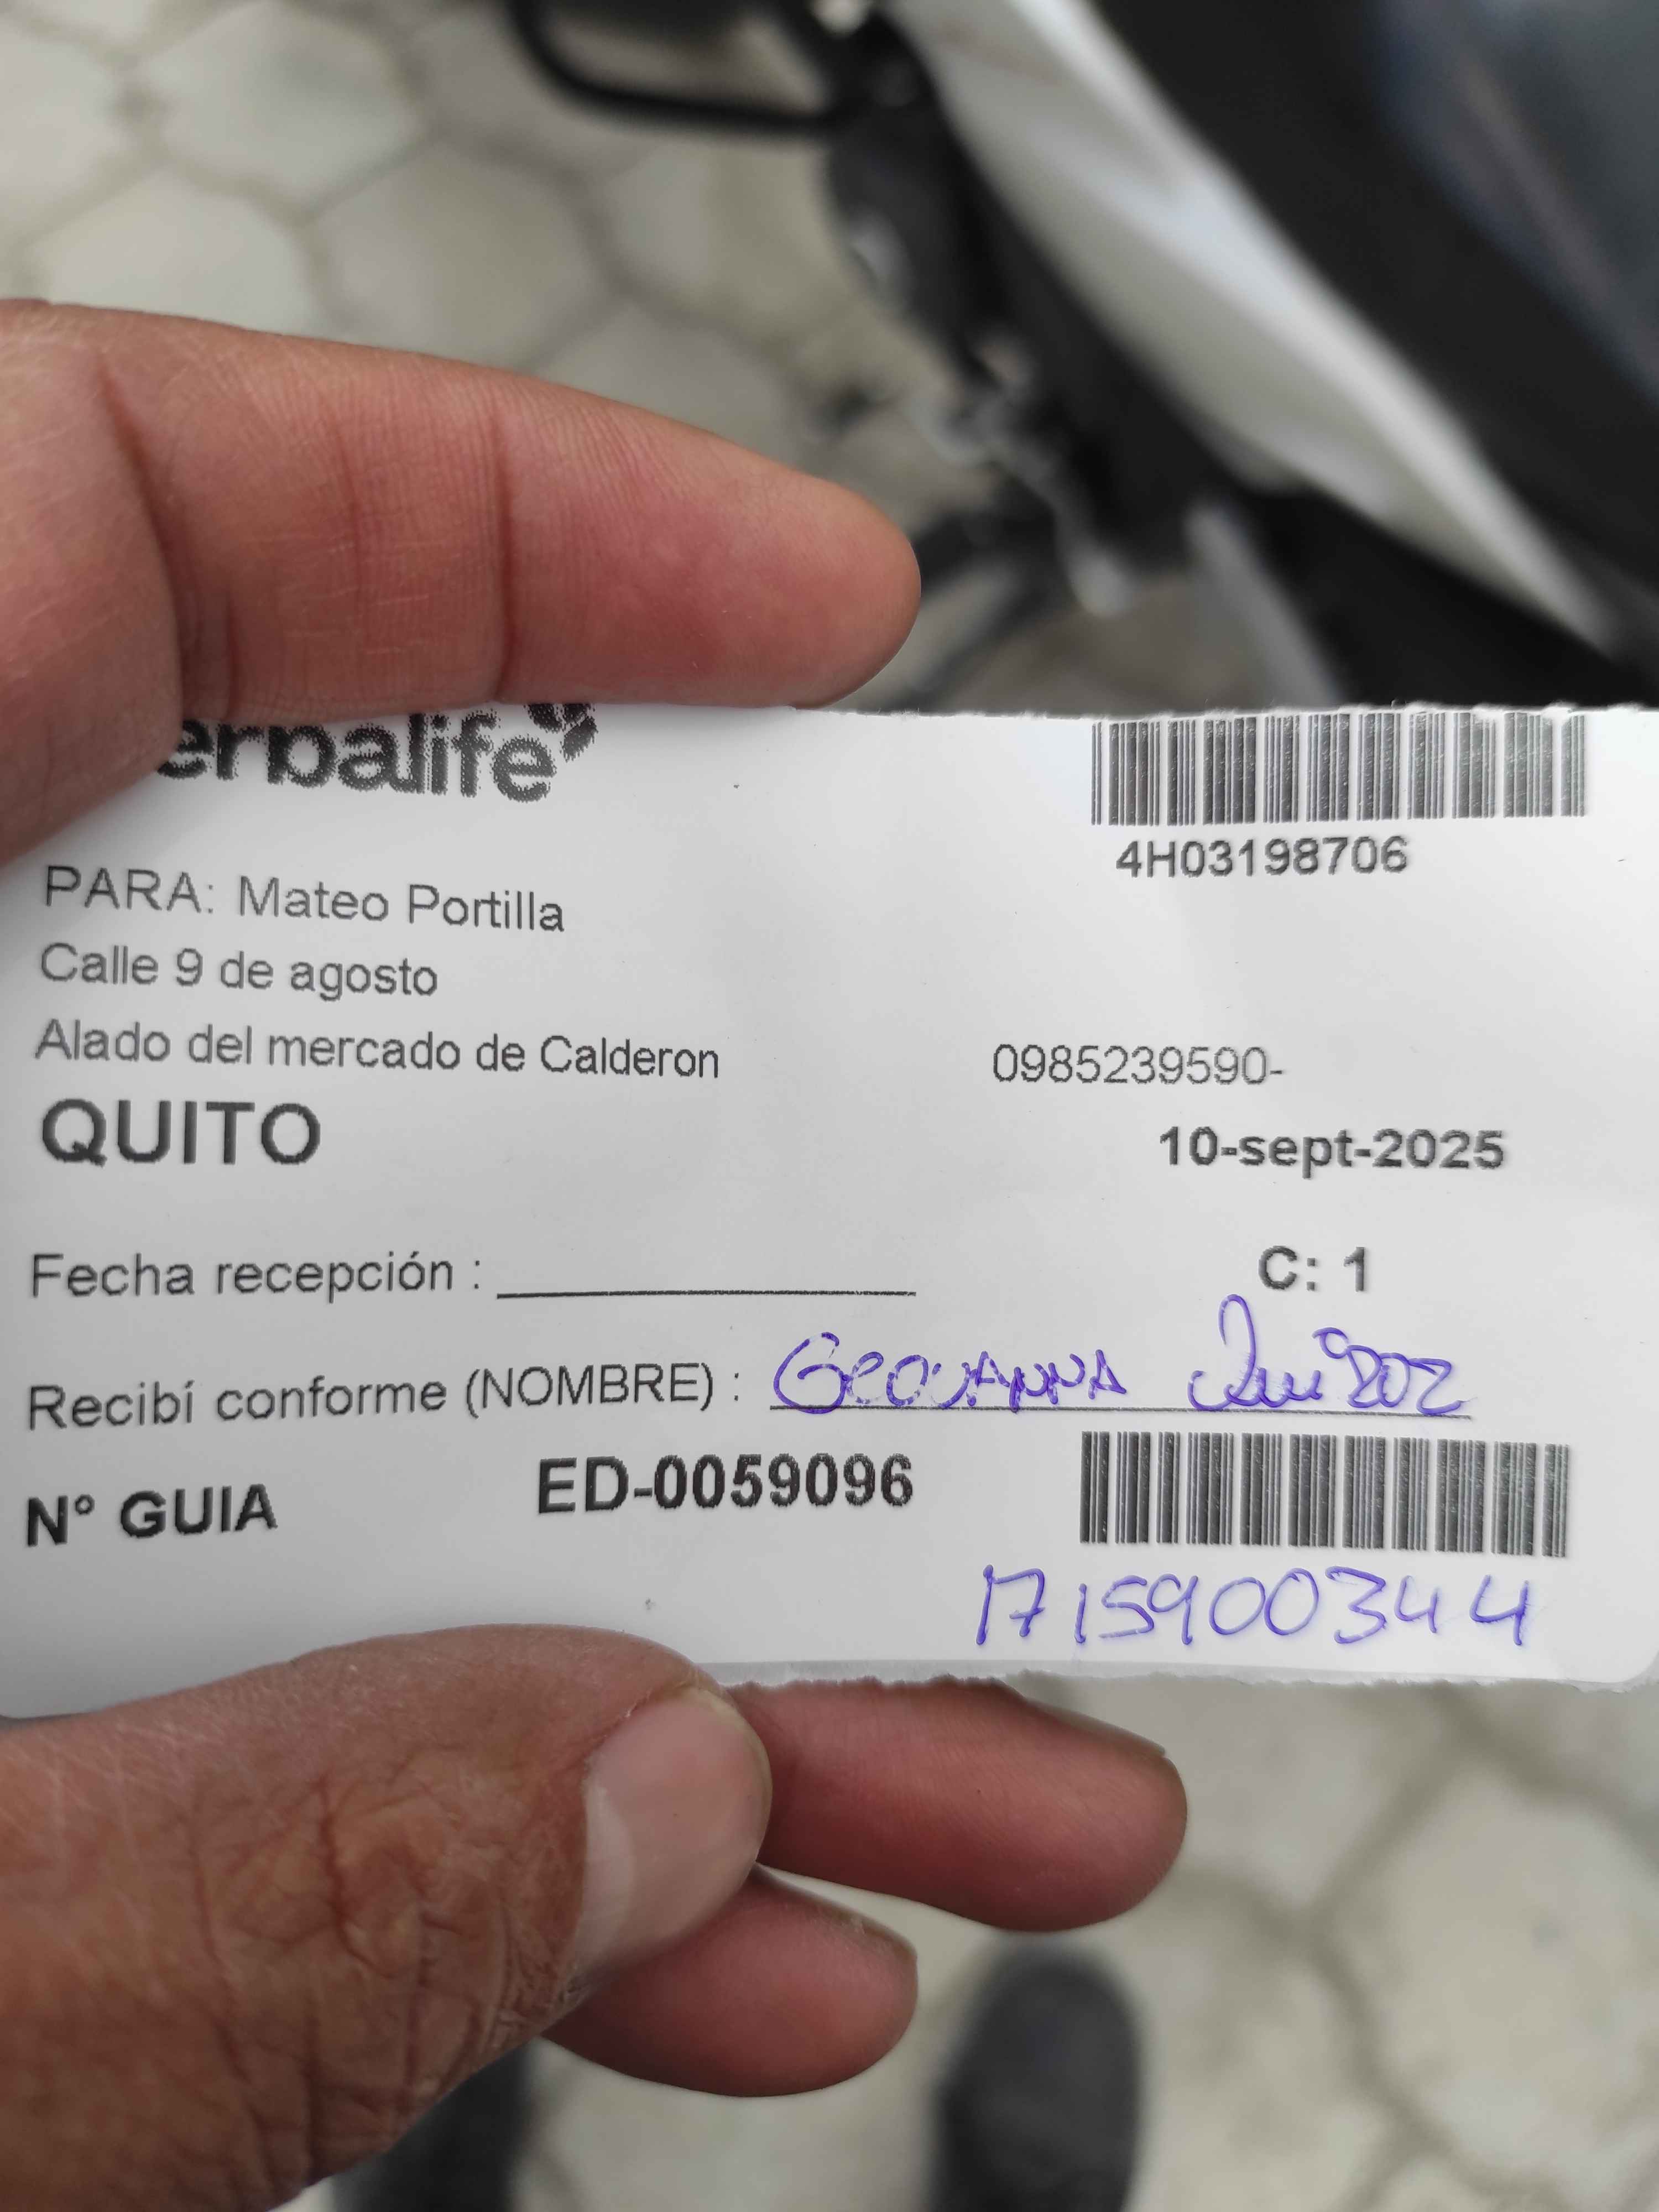 erbalife
4H03198706
PARA: Mateo Portilla
Calle 9 de agosto
Alado del mercado de Calderon 0985239590-
QUITO 10-sept-2025
Fecha recepción : C: 1
Recibí conforme (NOMBRE) : Geovanna Quiroz
N° GUIA ED-0059096
1715900344